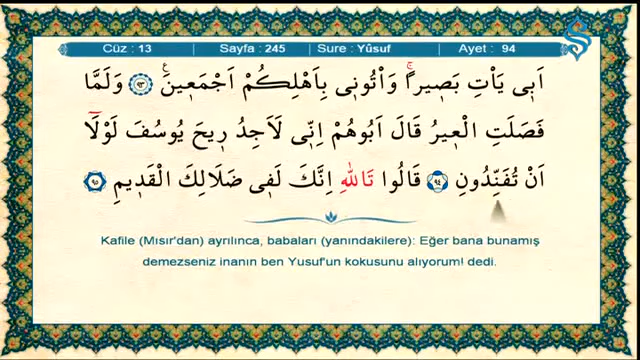 Cüz : 13 Sayfa : 245 Sure : Yûsuf Ayet : 94
اَب۪ي يَأْتِ بَص۪يراًۚ وَأْتُون۪ي بِاَهْلِكُمْ اَجْمَع۪ينَ۟ ﴿٩٣﴾ وَلَمَّا
فَصَلَتِ الْع۪يرُ قَالَ اَبُوهُمْ اِنّ۪ي لَاَجِدُ ر۪يحَ يُوسُفَ لَوْلَٓا
اَنْ تُفَنِّدُونِ ﴿٩٤﴾ قَالُوا تَاللّٰهِ اِنَّكَ لَف۪ي ضَلَالِكَ الْقَد۪يمِ ﴿٩٥﴾
Kafile (Mısır'dan) ayrılınca, babaları (yanındakilere): Eğer bana bunamış
demezseniz inanın ben Yusuf'un kokusunu alıyorum! dedi.